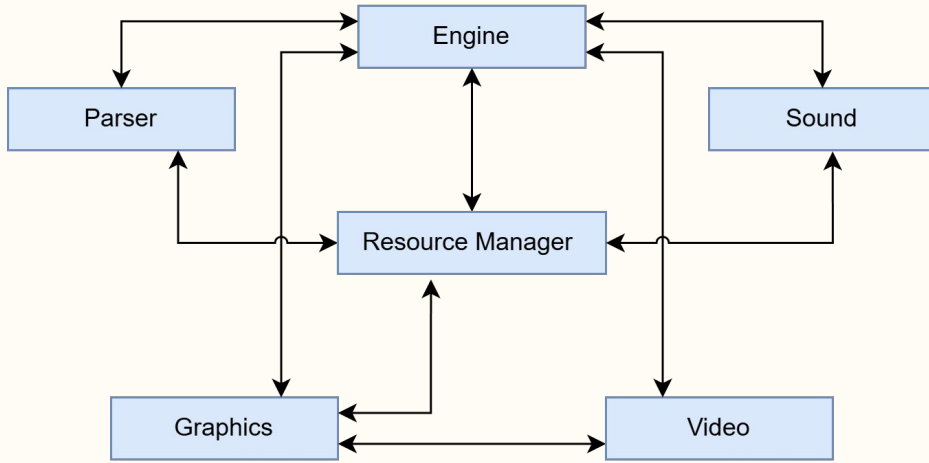 Engine
Parser
Sound
Resource Manager
Graphics
Video